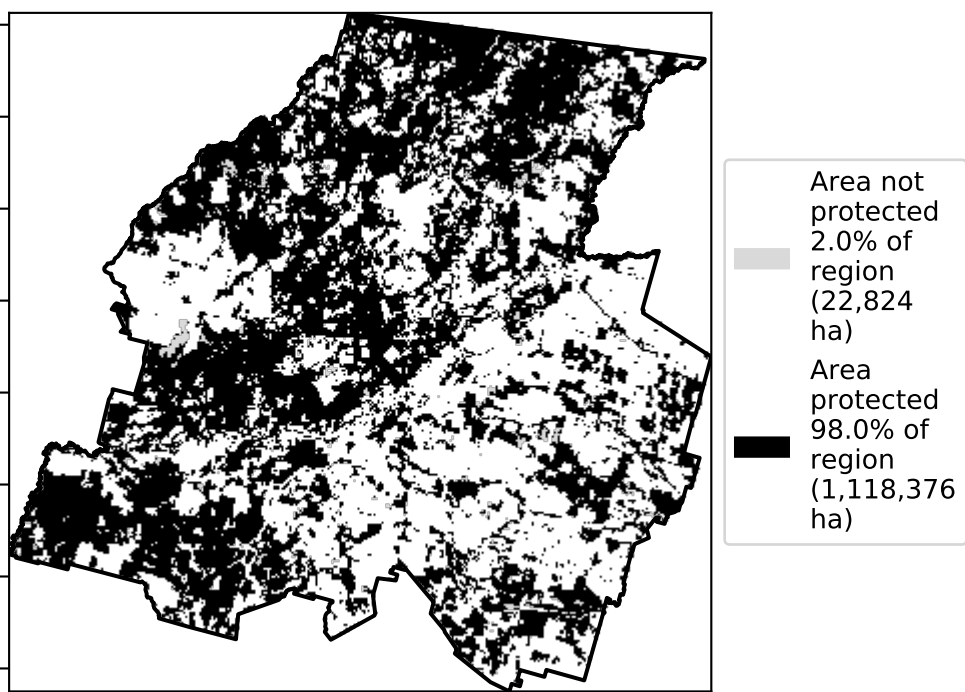 Area not
protected
2.0% of
region
(22,824
ha)
Area
protected
98.0% of
region
(1,118,376
ha)